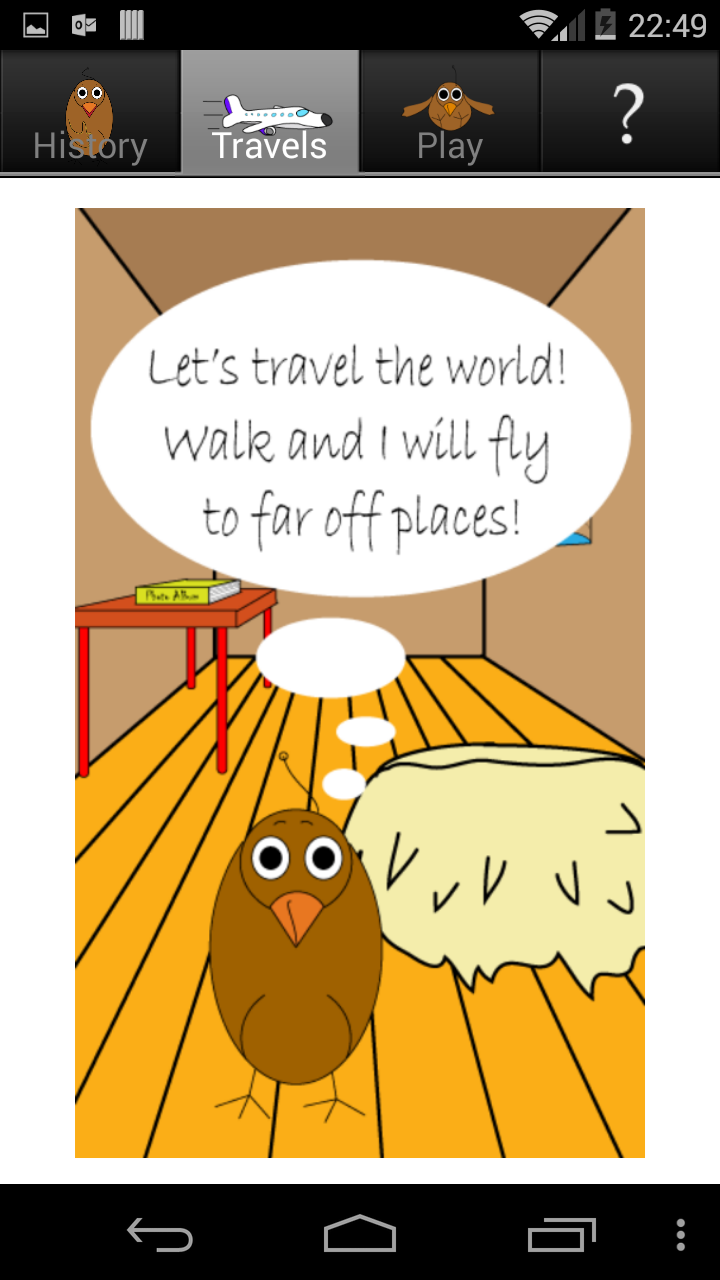 22:49
History
Travels
Play
?
Let's travel the world!
Walk and I will fly
to far off places!
Photo Album